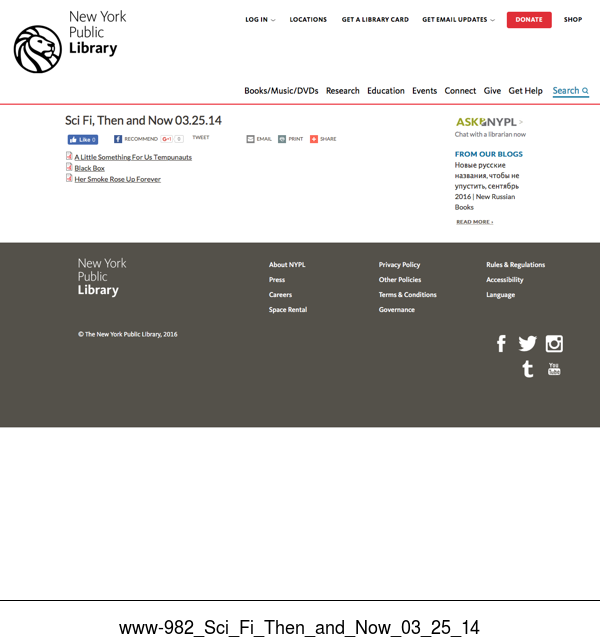 New York
Public
Library
LOG IN
LOCATIONS
GET A LIBRARY CARD
GET EMAIL UPDATES
DONATE
SHOP
Books/Music/DVDs
Research
Education
Events
Connect
Give
Get Help
Search
Sci Fi, Then and Now 03.25.14
Like 0
RECOMMEND
G+1
0
TWEET
EMAIL
PRINT
SHARE
A Little Something For Us Tempunauts
Black Box
Her Smoke Rose Up Forever
ASK NYPL >
Chat with a librarian now
FROM OUR BLOGS
Новые русские
названия, чтобы не
упустить, сентябрь
2016 | New Russian
Books
READ MORE ›
New York
Public
Library
About NYPL
Press
Careers
Space Rental
Privacy Policy
Other Policies
Terms & Conditions
Governance
Rules & Regulations
Accessibility
Language
© The New York Public Library, 2016
You
Tube
www-982_Sci_Fi_Then_and_Now_03_25_14